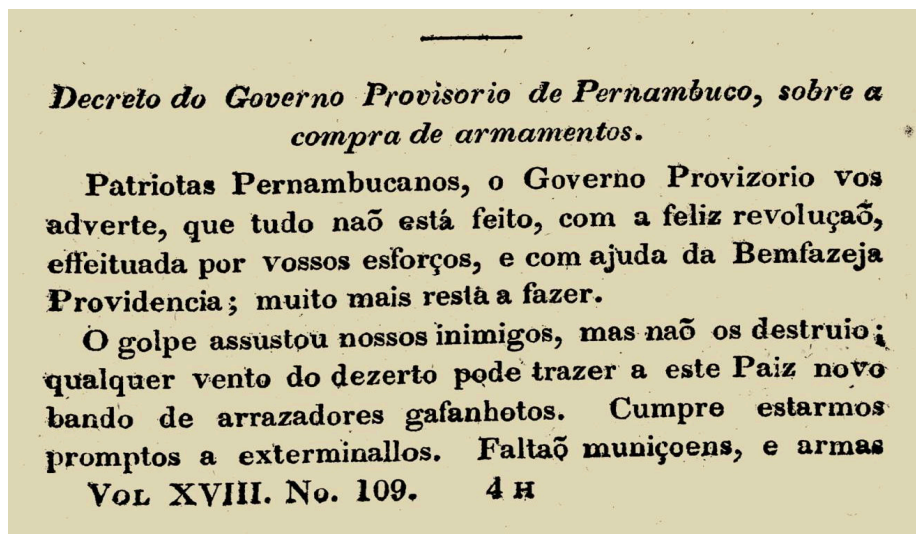 Decreto do Governo Provisorio de Pernambuco, sobre a
compra de armamentos.
Patriotas Pernambucanos, o Governo Provizorio vos
adverte, que tudo naõ está feito, com a feliz revoluçaõ,
effeituada por vossos esforços, e com ajuda da Bemfazeja
Providencia; muito mais resta a fazer.
O golpe assustou nossos inimigos, mas naõ os destruio;
qualquer vento do dezerto pode trazer a este Paiz novo
bando de arrazadores gafanhotos. Cumpre estarmos
promptos a exterminallos. Faltaõ muniçoens, e armas
VOL XVIII. No. 109. 4 H